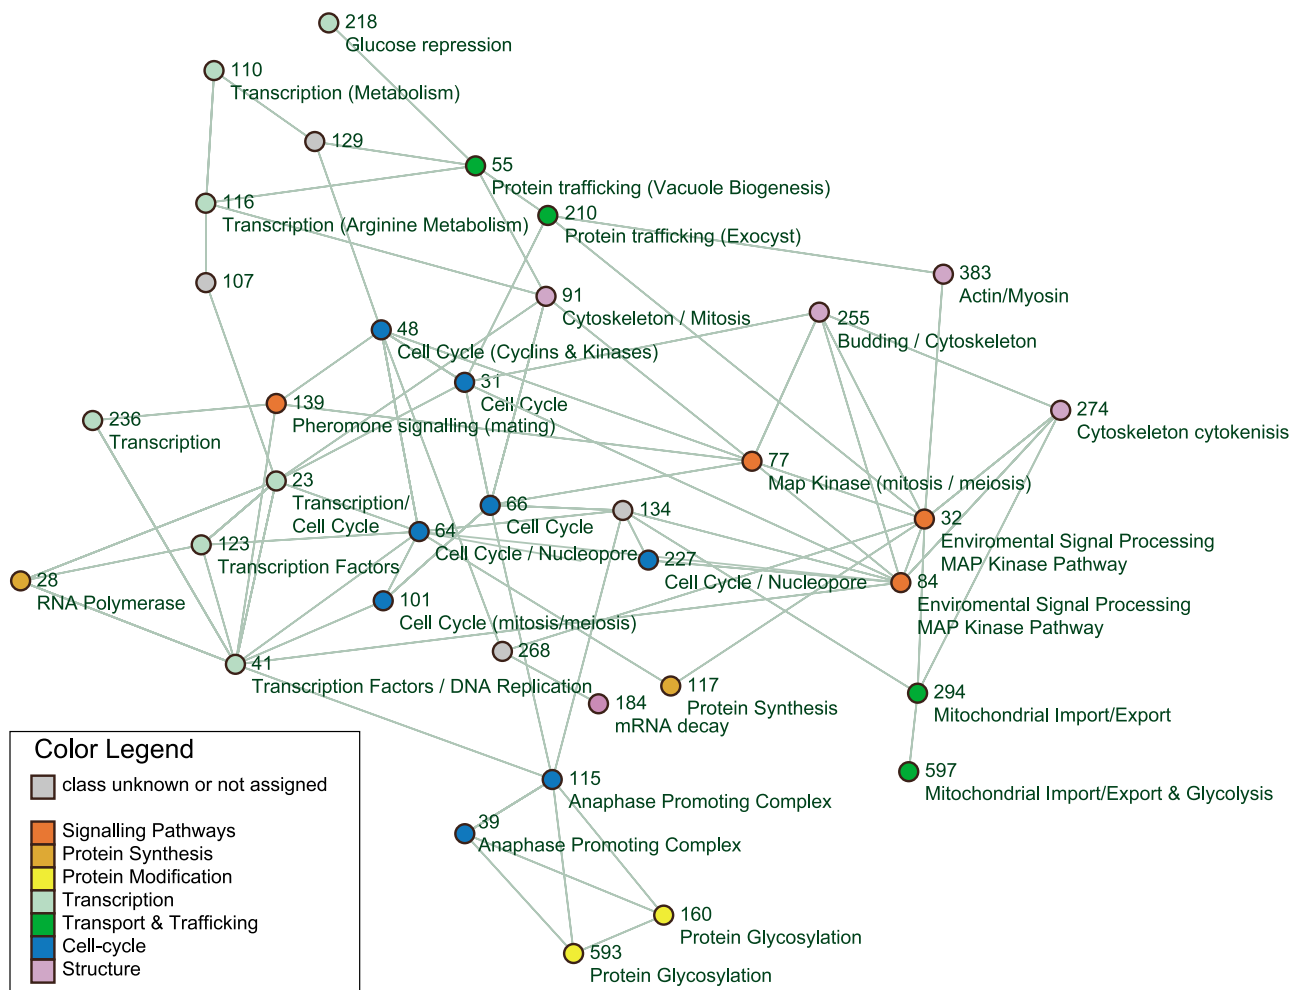 218
Glucose repression
110
Transcription (Metabolism)
129
55
Protein trafficking (Vacuole Biogenesis)
116
Transcription (Arginine Metabolism)
210
Protein trafficking (Exocyst)
107
383
Actin/Myosin
91
Cytoskeleton / Mitosis
255
Budding / Cytoskeleton
48
Cell Cycle (Cyclins & Kinases)
31
Cell Cycle
139
Pheromone signalling (mating)
274
Cytoskeleton cytokenisis
236
Transcription
77
Map Kinase (mitosis / meiosis)
23
Transcription/
Cell Cycle
66
Cell Cycle
134
32
Enviromental Signal Processing
MAP Kinase Pathway
64
Cell Cycle / Nucleopore
123
Transcription Factors
227
Cell Cycle / Nucleopore
28
RNA Polymerase
84
Enviromental Signal Processing
MAP Kinase Pathway
101
Cell Cycle (mitosis/meiosis)
268
41
Transcription Factors / DNA Replication
117
Protein Synthesis
184
mRNA decay
294
Mitochondrial Import/Export
597
Mitochondrial Import/Export & Glycolysis
115
Anaphase Promoting Complex
39
Anaphase Promoting Complex
160
Protein Glycosylation
593
Protein Glycosylation
Color Legend
class unknown or not assigned
Signalling Pathways
Protein Synthesis
Protein Modification
Transcription
Transport & Trafficking
Cell-cycle
Structure